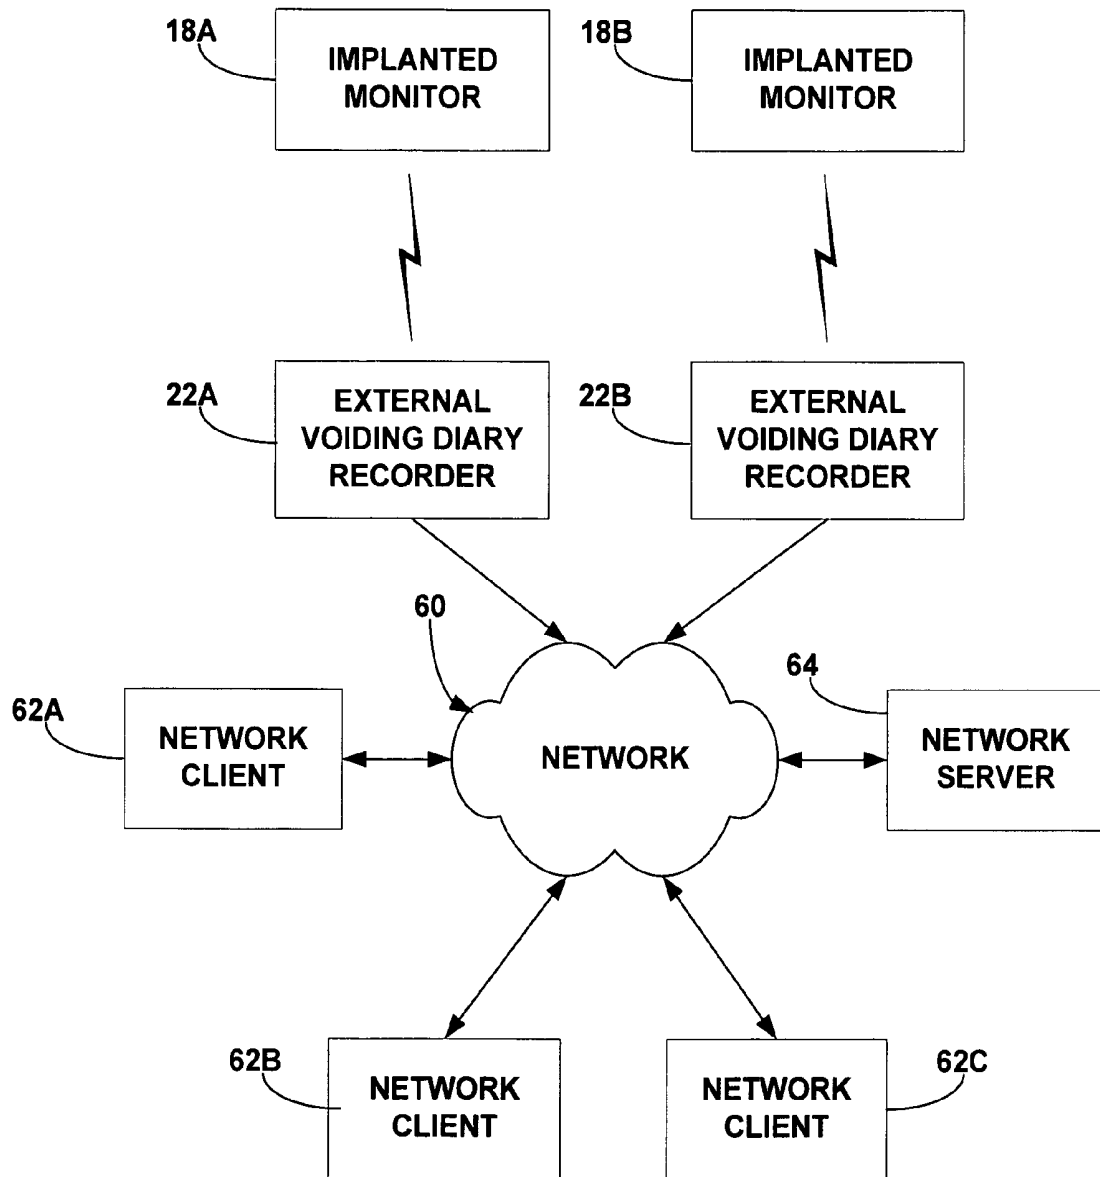 18A
IMPLANTED
MONITOR
18B
IMPLANTED
MONITOR
22A
EXTERNAL
VOIDING DIARY
RECORDER
22B
EXTERNAL
VOIDING DIARY
RECORDER
60
62A
NETWORK
CLIENT
NETWORK
64
NETWORK
SERVER
62B
NETWORK
CLIENT
NETWORK
CLIENT
62C